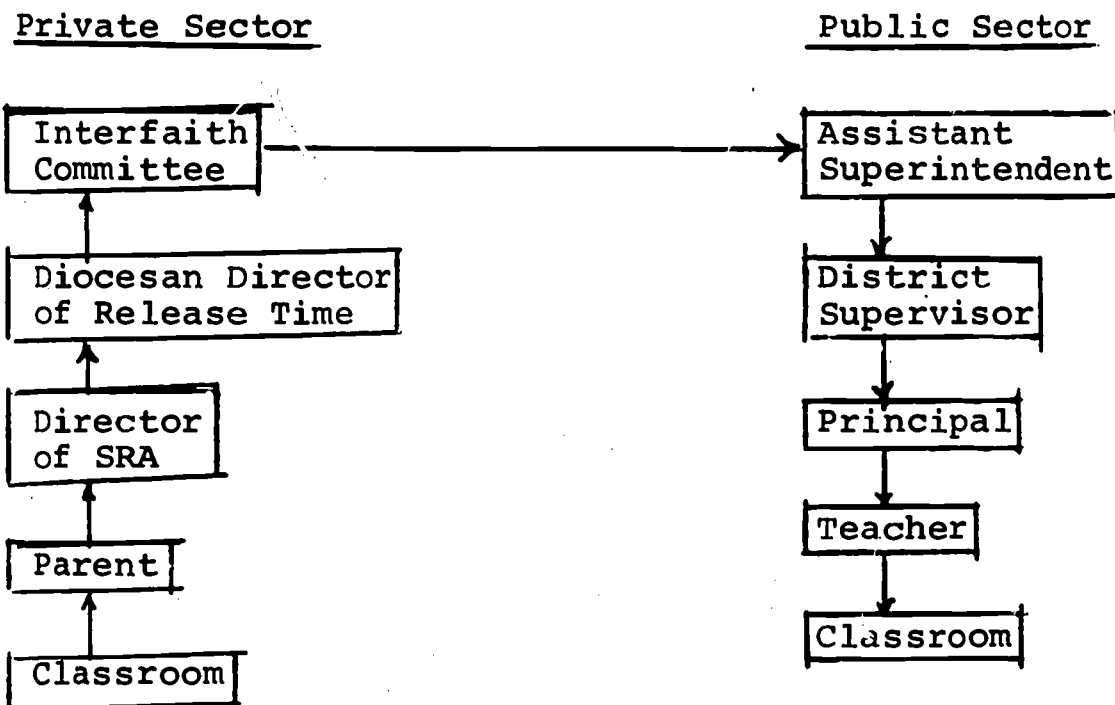 Private Sector
Public Sector
Interfaith
Committee
Assistant
Superintendent
Diocesan Director
of Release Time
District
Supervisor
Director
of SRA
Principal
Parent
Teacher
Classroom
Classroom